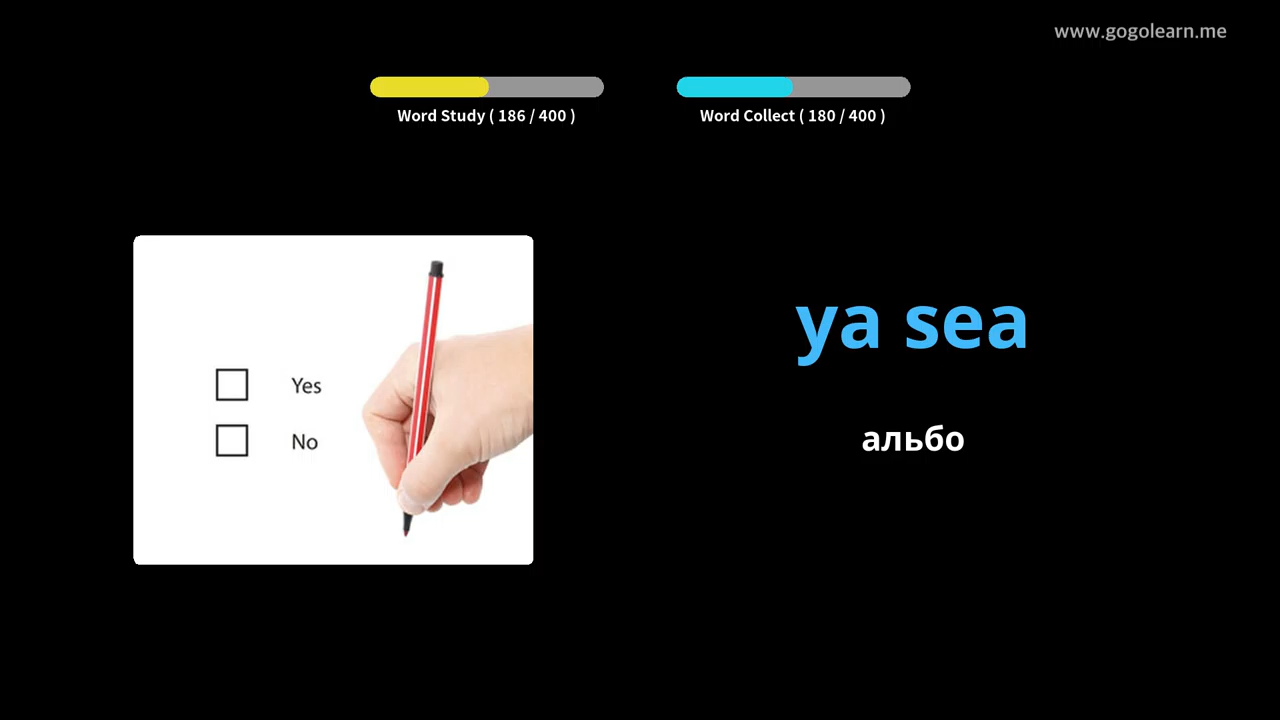 www.gogolearn.me
Word Study ( 186 / 400 )
Word Collect ( 180 / 400 )
Yes
No
ya sea
альбо